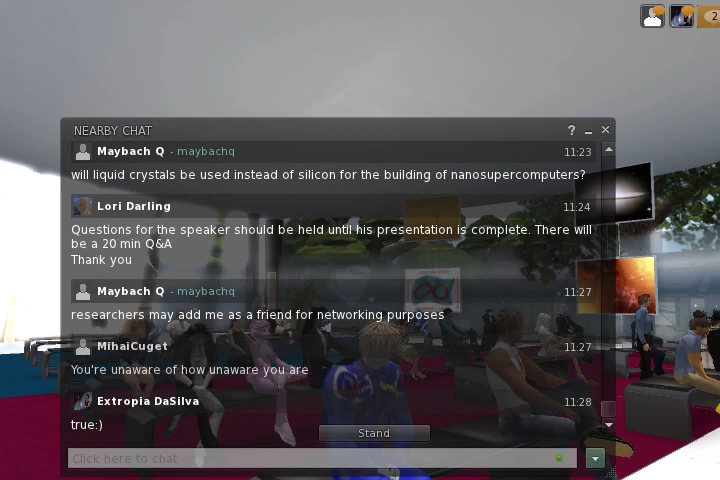 2
NEARBY CHAT
? _ ×
Maybach Q - maybachq 11:23
will liquid crystals be used instead of silicon for the building of nanosupercomputers?
Lori Darling 11:24
Questions for the speaker should be held until his presentation is complete. There will
be a 20 min Q&A
Thank you
Maybach Q - maybachq 11:27
researchers may add me as a friend for networking purposes
MihaiCuget 11:27
You're unaware of how unaware you are
Extropia DaSilva 11:28
true:)
Stand
Click here to chat.